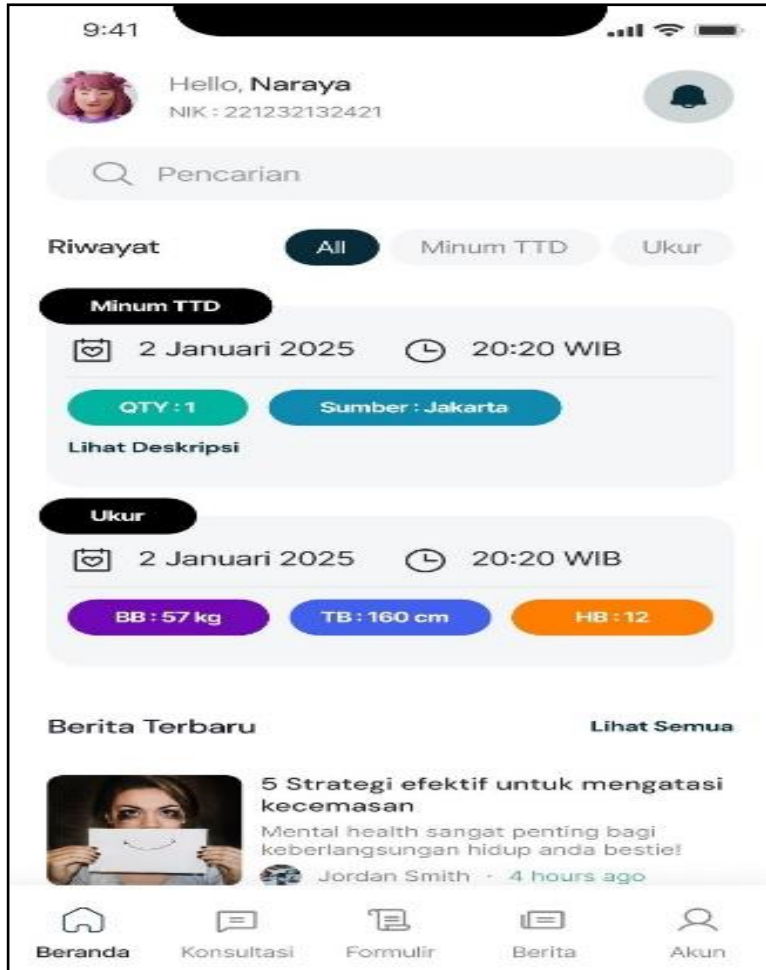 9:41
Hello, Naraya
NIK : 221232132421
Pencarian
Riwayat All Minum TTD Ukur
Minum TTD
2 Januari 2025 20:20 WIB
QTY : 1 Sumber : Jakarta
Lihat Deskripsi
Ukur
2 Januari 2025 20:20 WIB
BB : 57 kg TB : 160 cm HB : 12
Berita Terbaru Lihat Semua
5 Strategi efektif untuk mengatasi
kecemasan
Mental health sangat penting bagi
keberlangsungan hidup anda bestie!
Jordan Smith · 4 hours ago
Beranda Konsultasi Formulir Berita Akun